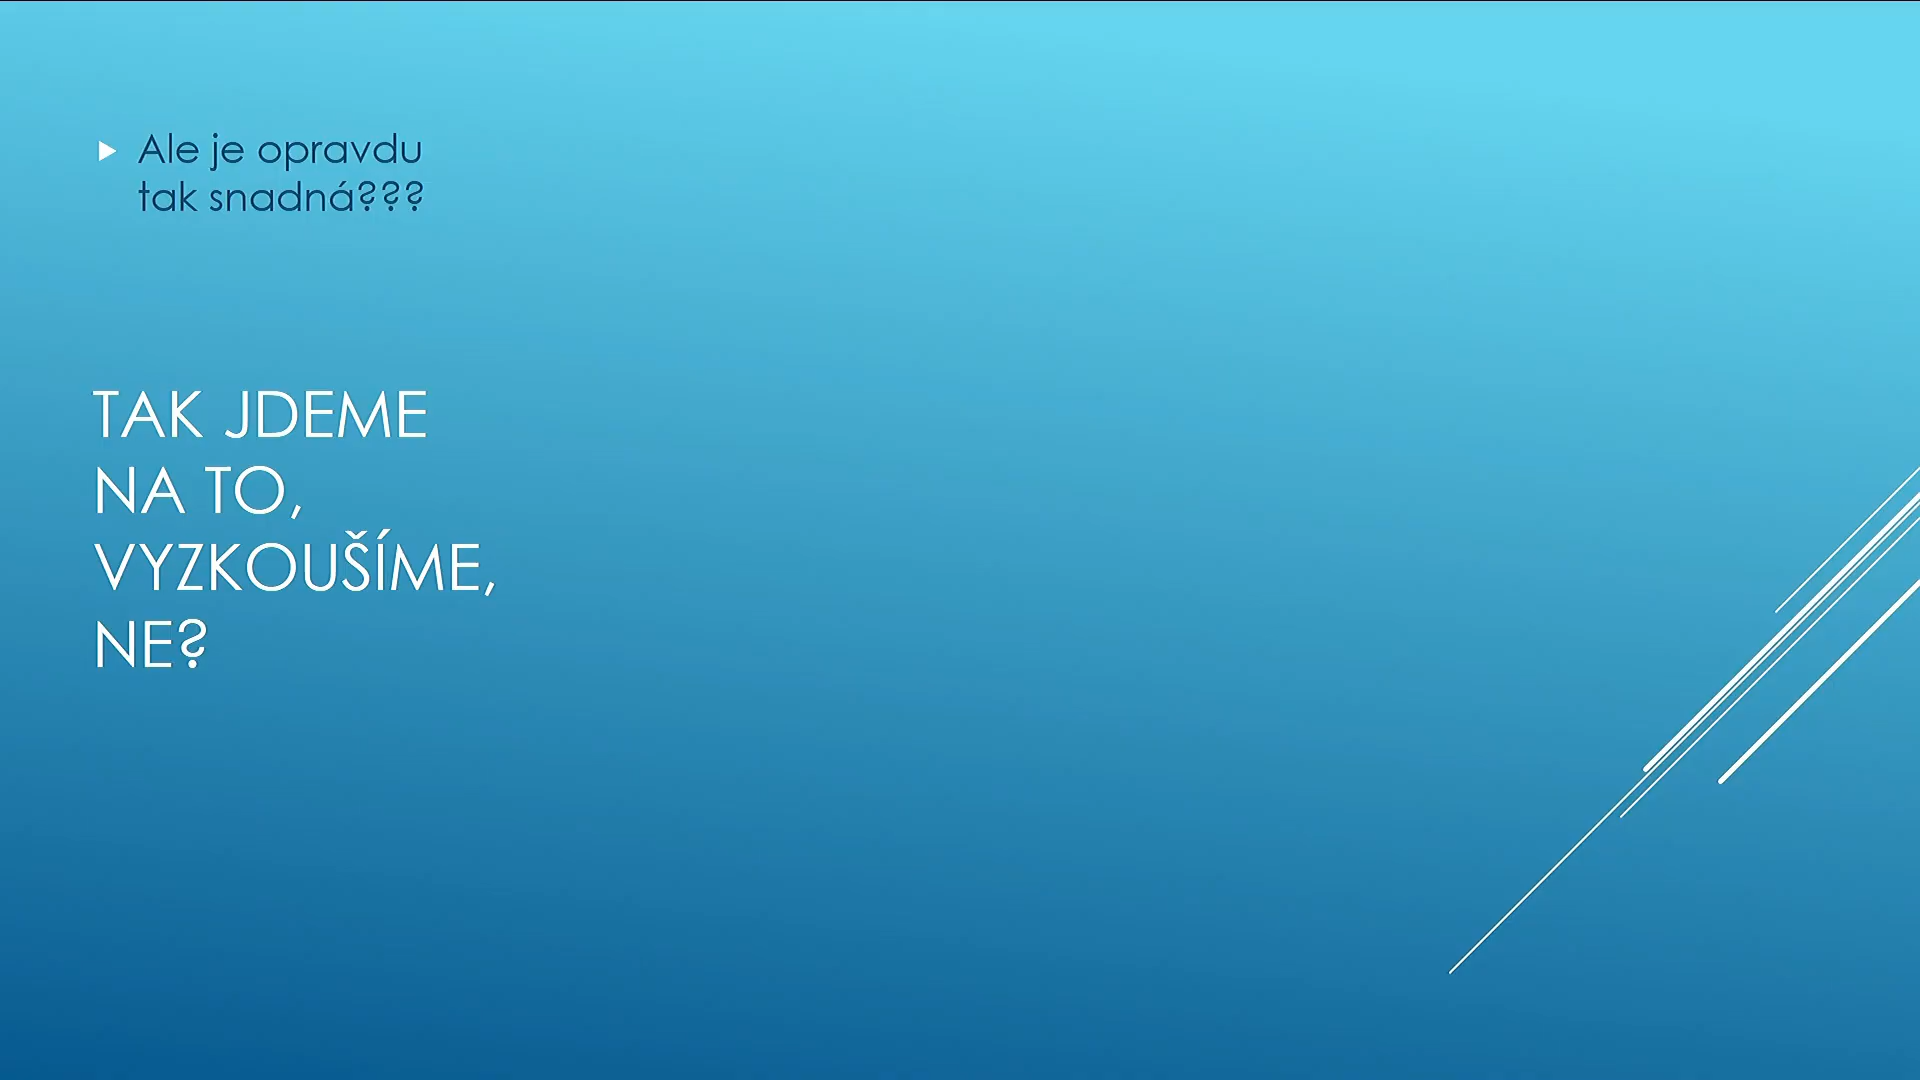 Ale je opravdu
tak snadná???
TAK JDEME
NA TO,
VYZKOUŠÍME,
NE?